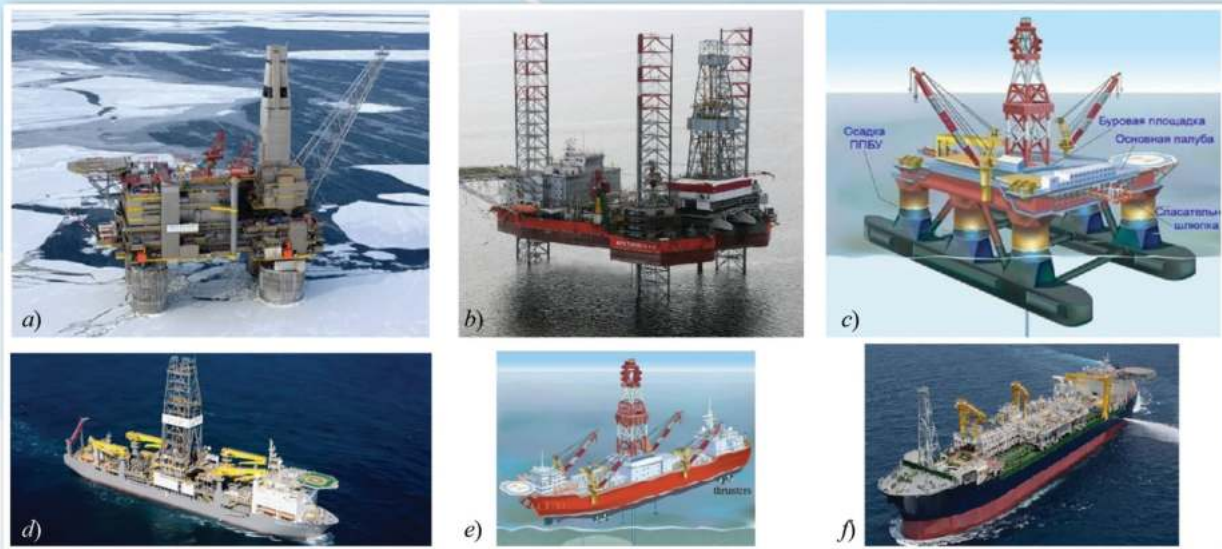 a)
b)
Осадка
ППБУ
Буровая площадка
Основная палуба
Спасательн
шлюпка
c)
d)
thrusters
e)
f)